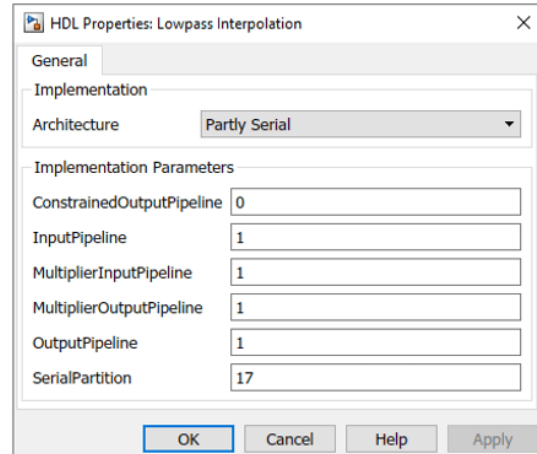 HDL Properties: Lowpass Interpolation
General
Implementation
Architecture Partly Serial
Implementation Parameters
ConstrainedOutputPipeline 0
InputPipeline 1
MultiplierInputPipeline 1
MultiplierOutputPipeline 1
OutputPipeline 1
SerialPartition 17
OK Cancel Help Apply